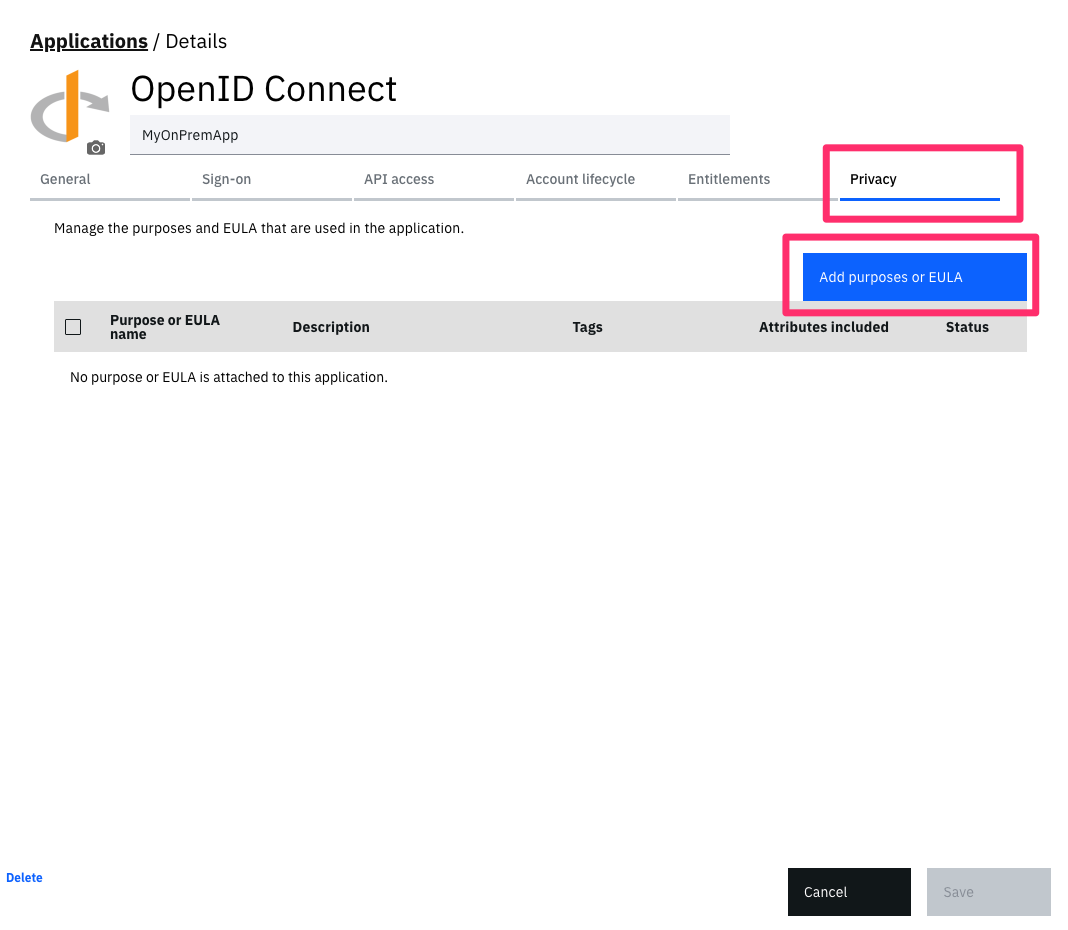 Applications / Details
OpenID Connect
MyOnPremApp
General Sign-on API access Account lifecycle Entitlements Privacy
Manage the purposes and EULA that are used in the application.
Add purposes or EULA
Purpose or EULA
name Description Tags Attributes included Status
No purpose or EULA is attached to this application.
Delete
Cancel Save